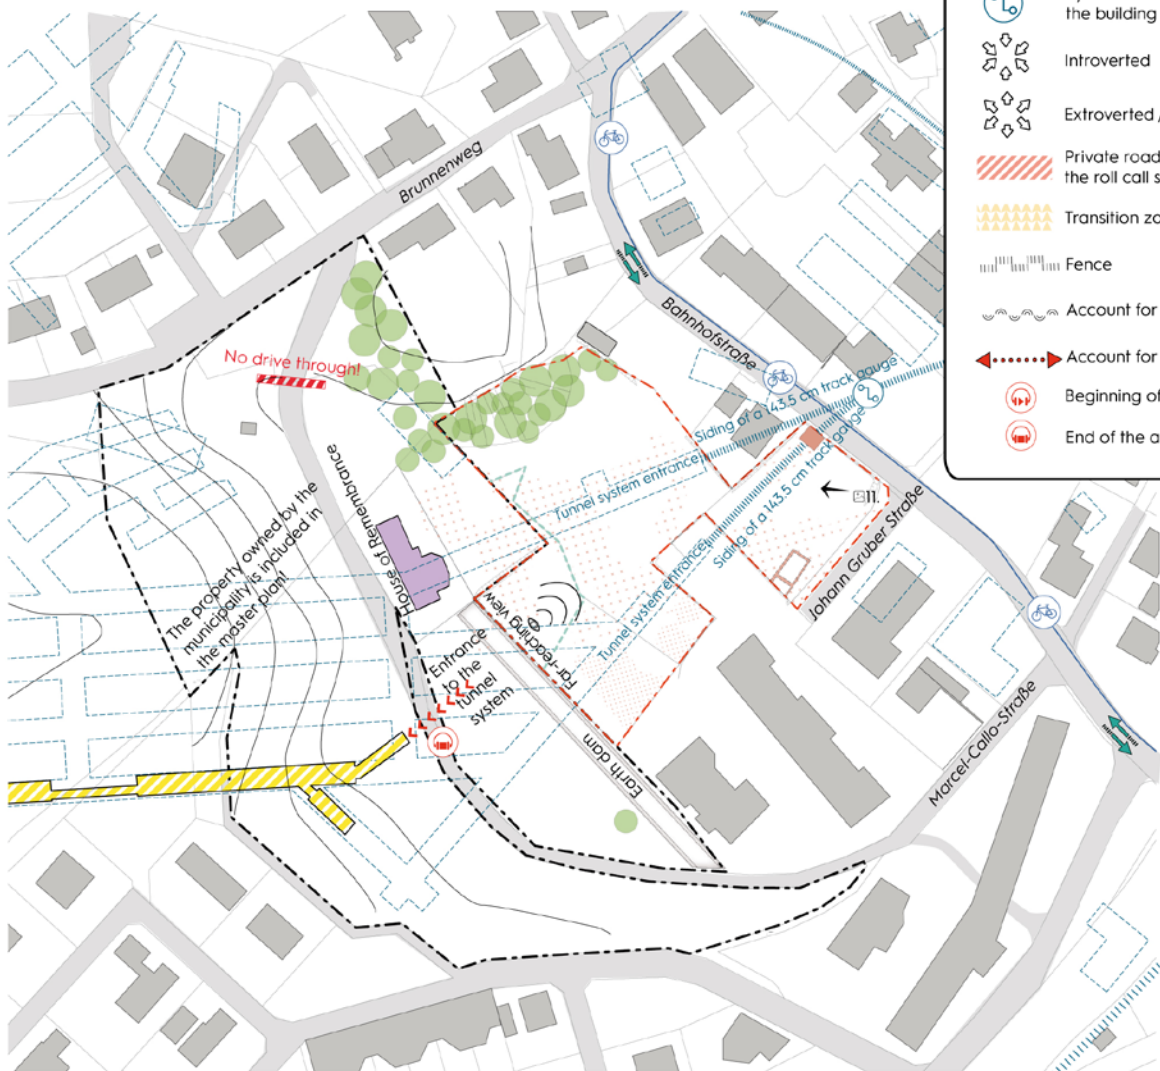 the building
Introverted
Extroverted /
Private road
the roll call s
Transition zo
Fence
Account for
Account for
Beginning of
End of the a
Brunnenweg
Bahnhofstraße
No drive through!
Siding of a 143.5 cm track gauge
Tunnel system entrance
Siding of a 143.5 cm track gauge
Tunnel system entrance
11.
Johann Gruber Straße
House of Remembrance
The property owned by the
municipality is included in
the master plan!
Far-reaching view
Entrance
to the
tunnel
system
Earth dam
Marcel-Callo-Straße